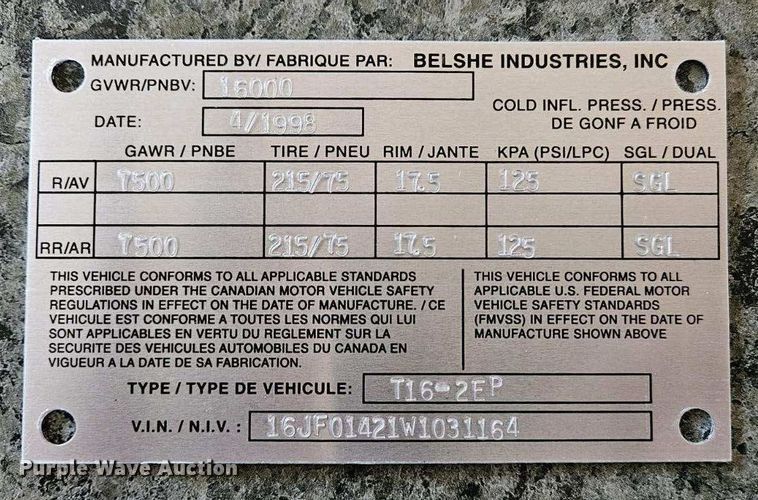 MANUFACTURED BY/ FABRIQUE PAR: BELSHE INDUSTRIES, INC
GVWR/PNBV: 16000
COLD INFL. PRESS. / PRESS.
DE GONF A FROID
DATE: 4/1998
GAWR / PNBE TIRE / PNEU RIM / JANTE KPA (PSI/LPC) SGL / DUAL
R/AV 7500 215/75 17.5 125 SGL
RR/AR 7500 215/75 17.5 125 SGL
THIS VEHICLE CONFORMS TO ALL APPLICABLE STANDARDS
PRESCRIBED UNDER THE CANADIAN MOTOR VEHICLE SAFETY
REGULATIONS IN EFFECT ON THE DATE OF MANUFACTURE. / CE
VEHICULE EST CONFORME A TOUTES LES NORMES QUI LUI
SONT APPLICABLES EN VERTU DU REGLEMENT SUR LA
SECURITE DES VEHICULES AUTOMOBILES DU CANADA EN
VIGUEUR A LA DATE DE SA FABRICATION.
THIS VEHICLE CONFORMS TO ALL
APPLICABLE U.S. FEDERAL MOTOR
VEHICLE SAFETY STANDARDS
(FMVSS) IN EFFECT ON THE DATE OF
MANUFACTURE SHOWN ABOVE
TYPE / TYPE DE VEHICULE: T16-2EP
V.I.N. / N.I.V. : 16JF01421W1031164
Purple Wave Auction